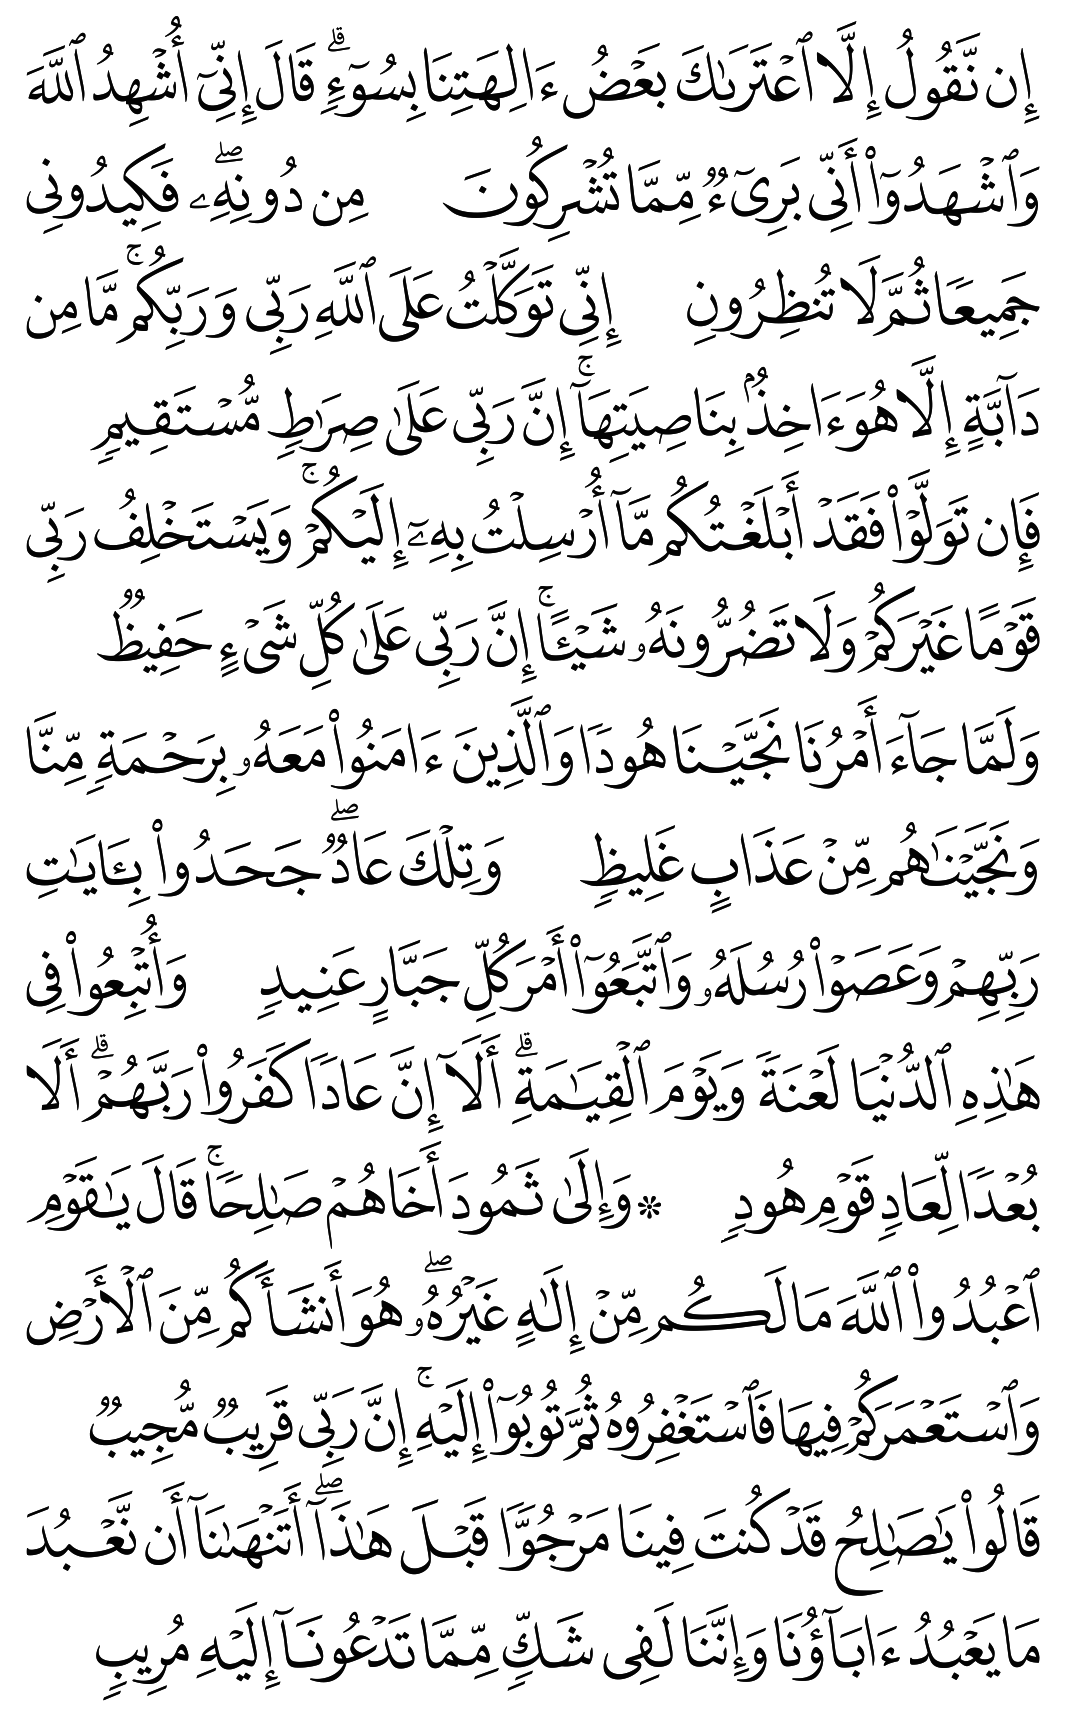 إِن نَّقُولُ إِلَّا ٱعْتَرَىٰكَ بَعْضُ ءَالِهَتِنَا بِسُوٓءٍۗ قَالَ إِنِّىٓ أُشْهِدُ ٱللَّهَ
وَٱشْهَدُوٓا۟ أَنِّى بَرِىٓءٌ مِّمَّا تُشْرِكُونَ مِن دُونِهِۦۖ فَكِيدُونِى
جَمِيعًا ثُمَّ لَا تُنظِرُونِ إِنِّى تَوَكَّلْتُ عَلَى ٱللَّهِ رَبِّى وَرَبِّكُمۚ مَّا مِن
دَآبَّةٍ إِلَّا هُوَ ءَاخِذٌۢ بِنَاصِيَتِهَآۚ إِنَّ رَبِّى عَلَىٰ صِرَٰطٍ مُّسْتَقِيمٍ
فَإِن تَوَلَّوْا۟ فَقَدْ أَبْلَغْتُكُم مَّآ أُرْسِلْتُ بِهِۦٓ إِلَيْكُمْۚ وَيَسْتَخْلِفُ رَبِّى
قَوْمًا غَيْرَكُمْ وَلَا تَضُرُّونَهُۥ شَيْـًٔاۚ إِنَّ رَبِّى عَلَىٰ كُلِّ شَىْءٍ حَفِيظٌ
وَلَمَّا جَآءَ أَمْرُنَا نَجَّيْنَا هُودًا وَٱلَّذِينَ ءَامَنُوا۟ مَعَهُۥ بِرَحْمَةٍ مِّنَّا
وَنَجَّيْنَٰهُم مِّنْ عَذَابٍ غَلِيظٍ وَتِلْكَ عَادٌۖ جَحَدُوا۟ بِـَٔايَٰتِ
رَبِّهِمْ وَعَصَوْا۟ رُسُلَهُۥ وَٱتَّبَعُوٓا۟ أَمْرَ كُلِّ جَبَّارٍ عَنِيدٍ وَأُتْبِعُوا۟ فِى
هَٰذِهِ ٱلدُّنْيَا لَعْنَةً وَيَوْمَ ٱلْقِيَٰمَةِۗ أَلَآ إِنَّ عَادًا كَفَرُوا۟ رَبَّهُمْۗ أَلَا
بُعْدًا لِّعَادٍ قَوْمِ هُودٍ ۞ وَإِلَىٰ ثَمُودَ أَخَاهُمْ صَٰلِحًاۚ قَالَ يَٰقَوْمِ
ٱعْبُدُوا۟ ٱللَّهَ مَا لَكُم مِّنْ إِلَٰهٍ غَيْرُهُۥۖ هُوَ أَنشَأَكُم مِّنَ ٱلْأَرْضِ
وَٱسْتَعْمَرَكُمْ فِيهَا فَٱسْتَغْفِرُوهُ ثُمَّ تُوبُوٓا۟ إِلَيْهِۚ إِنَّ رَبِّى قَرِيبٌ مُّجِيبٌ
قَالُوا۟ يَٰصَٰلِحُ قَدْ كُنتَ فِينَا مَرْجُوًّا قَبْلَ هَٰذَآۖ أَتَنْهَىٰنَآ أَن نَّعْبُدَ
مَا يَعْبُدُ ءَابَآؤُنَا وَإِنَّنَا لَفِى شَكٍّ مِّمَّا تَدْعُونَآ إِلَيْهِ مُرِيبٍ